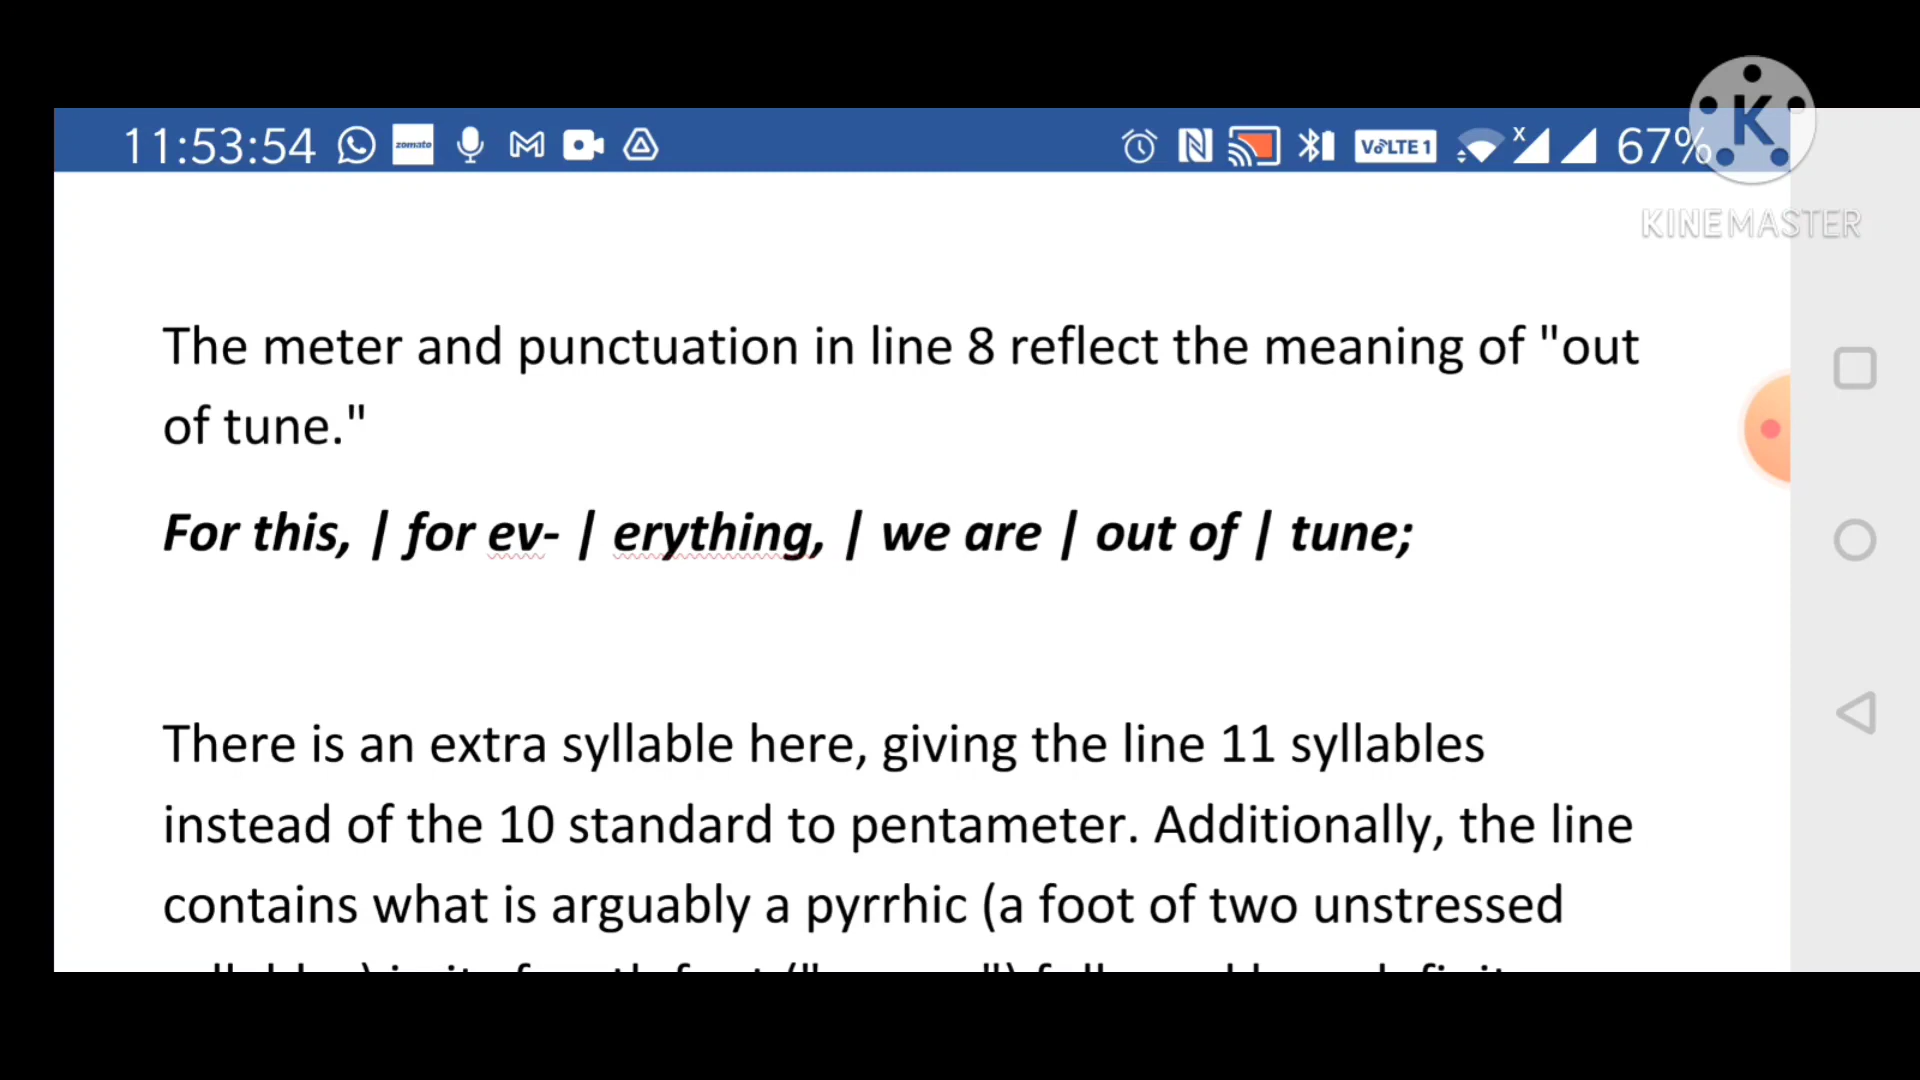 11:53:54 zomato VoLTE 1 x 67%
K
KINEMASTER
The meter and punctuation in line 8 reflect the meaning of "out
of tune."
For this, | for ev- | erything, | we are | out of | tune;
There is an extra syllable here, giving the line 11 syllables
instead of the 10 standard to pentameter. Additionally, the line
contains what is arguably a pyrrhic (a foot of two unstressed